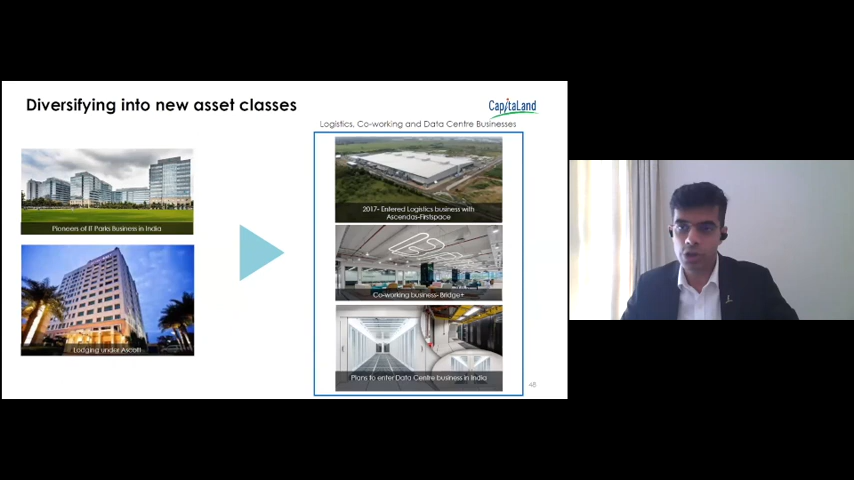 Diversifying into new asset classes
CapitaLand
Logistics, Co-working and Data Centre Businesses
Pioneers of IT Parks Business in India
Lodging under Ascott
2017- Entered Logistics business with
Ascendas-Firstspace
Co-working business- Bridge+
Plans to enter Data Centre business in India
48